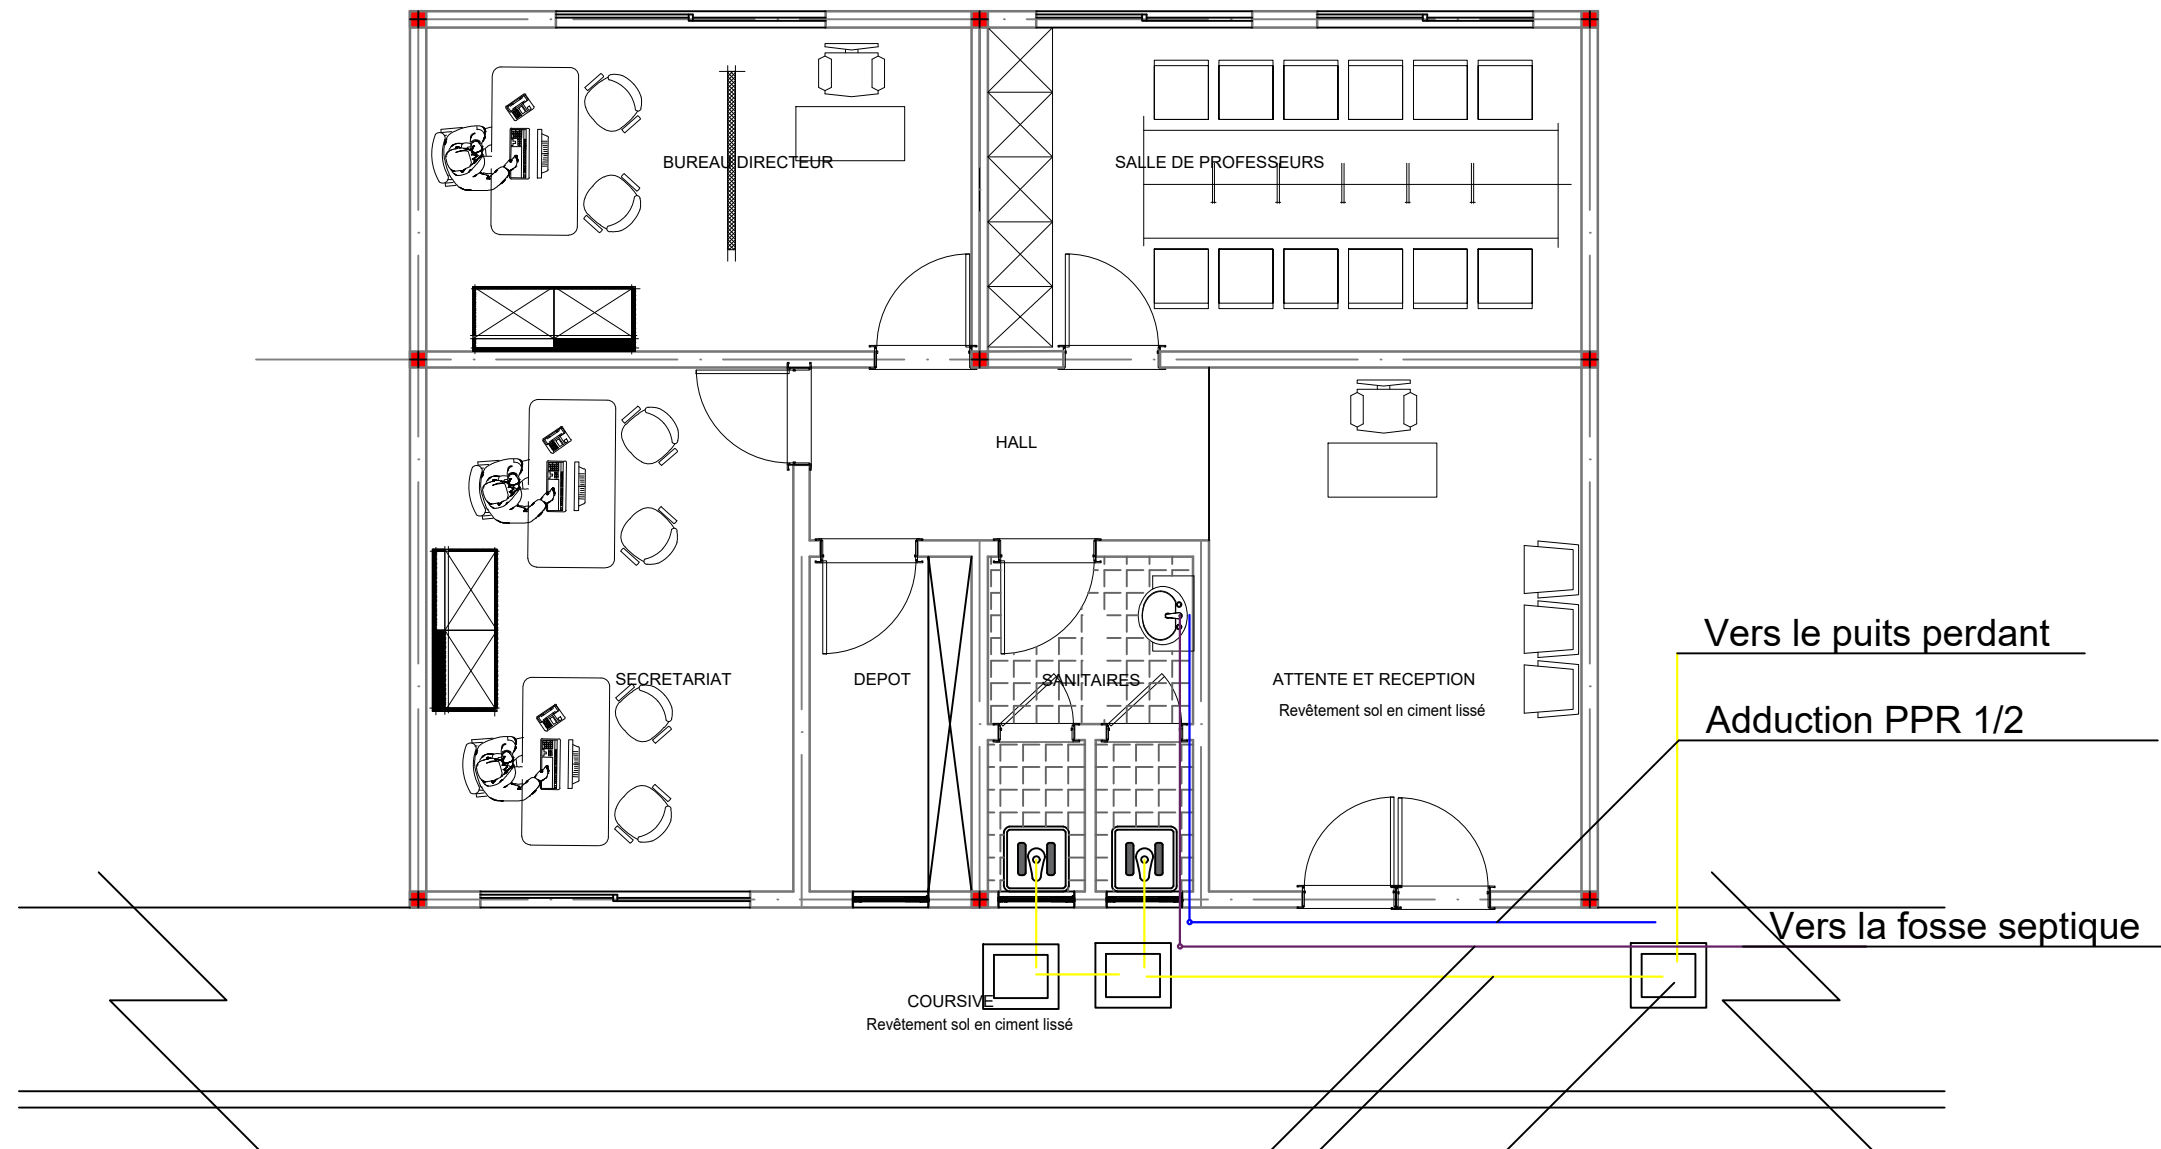 BUREAU DIRECTEUR
SALLE DE PROFESSEURS
HALL
SECRETARIAT
DEPOT
SANITAIRES
ATTENTE ET RECEPTION
Revêtement sol en ciment lissé
Vers le puits perdant
Adduction PPR 1/2
Vers la fosse septique
COURSIVE
Revêtement sol en ciment lissé